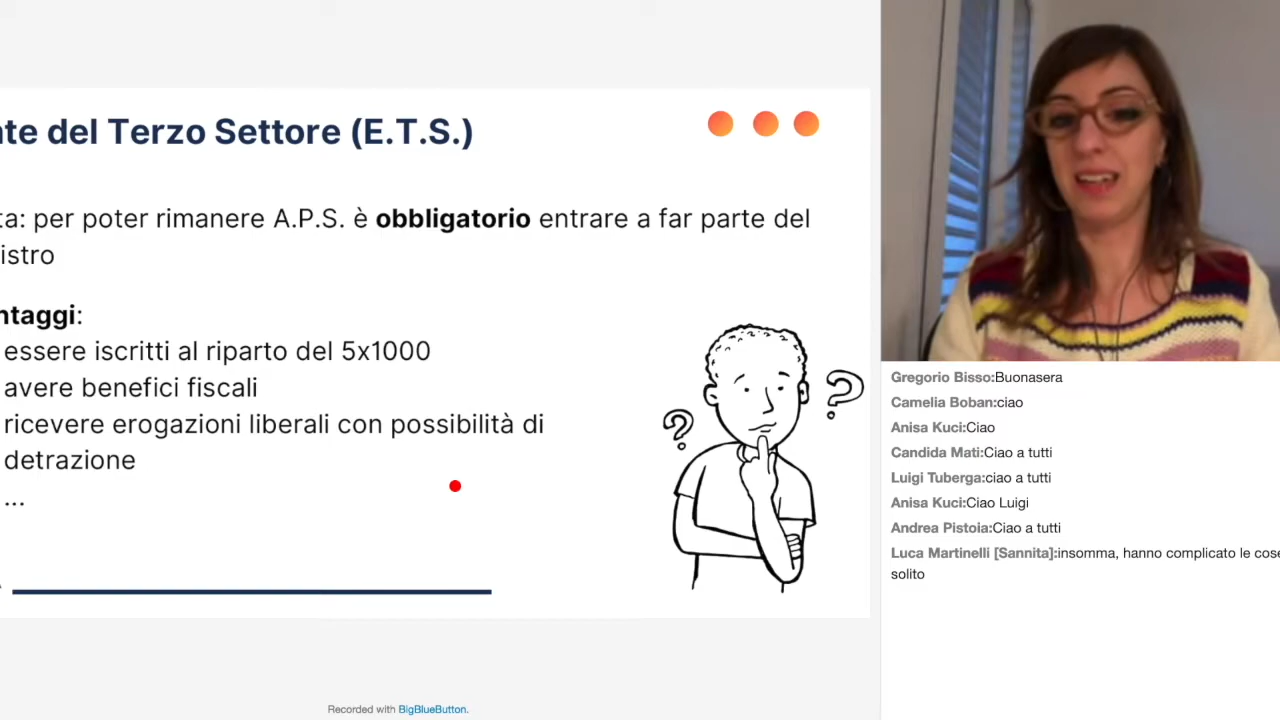 te del Terzo Settore (E.T.S.)
ta: per poter rimanere A.P.S. è obbligatorio entrare a far parte del
istro
ntaggi:
essere iscritti al riparto del 5x1000
avere benefici fiscali
ricevere erogazioni liberali con possibilità di
detrazione
...
? ?
Recorded with BigBlueButton.
Gregorio Bisso:Buonasera
Camelia Boban:ciao
Anisa Kuci:Ciao
Candida Mati:Ciao a tutti
Luigi Tuberga:ciao a tutti
Anisa Kuci:Ciao Luigi
Andrea Pistoia:Ciao a tutti
Luca Martinelli [Sannita]:insomma, hanno complicato le cose
solito